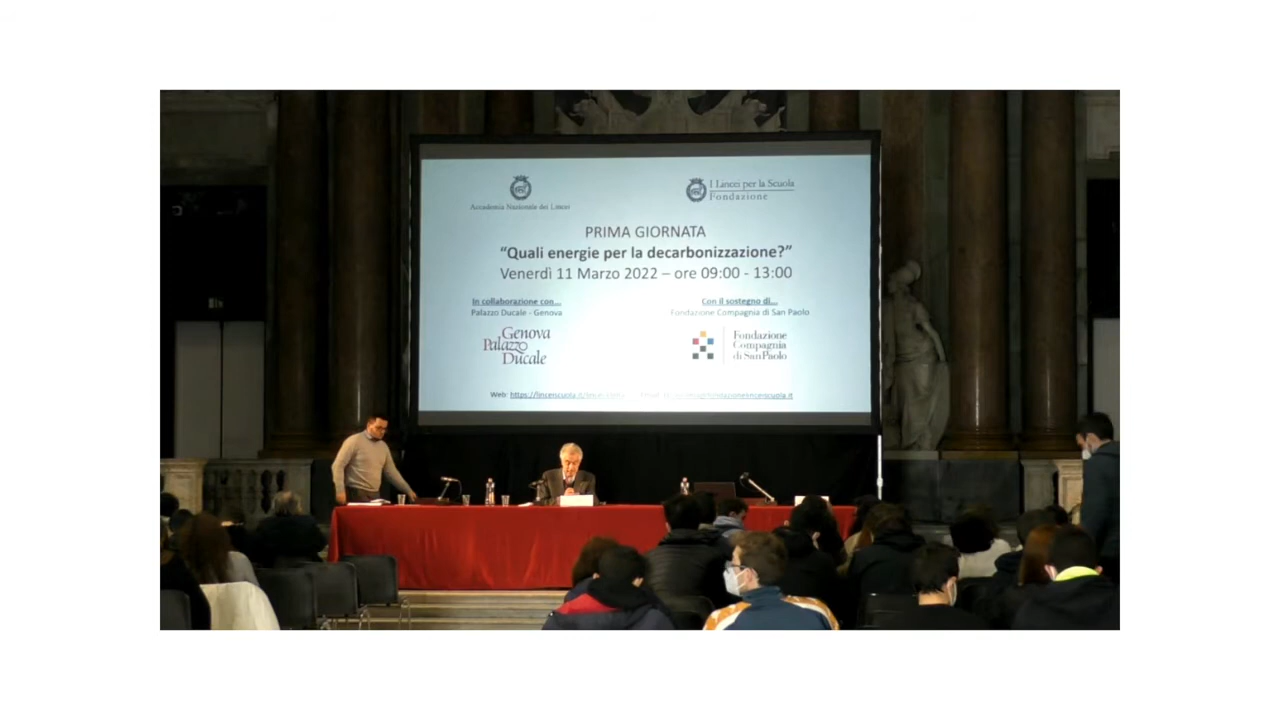 Accademia Nazionale dei Lincei
I Lincei per la Scuola
Fondazione
PRIMA GIORNATA
“Quali energie per la decarbonizzazione?”
Venerdì 11 Marzo 2022 – ore 09:00 - 13:00
In collaborazione con...
Palazzo Ducale - Genova
Con il sostegno di...
Fondazione Compagnia di San Paolo
Genova
Palazzo
Ducale
Fondazione
Compagnia
di San Paolo
Web: